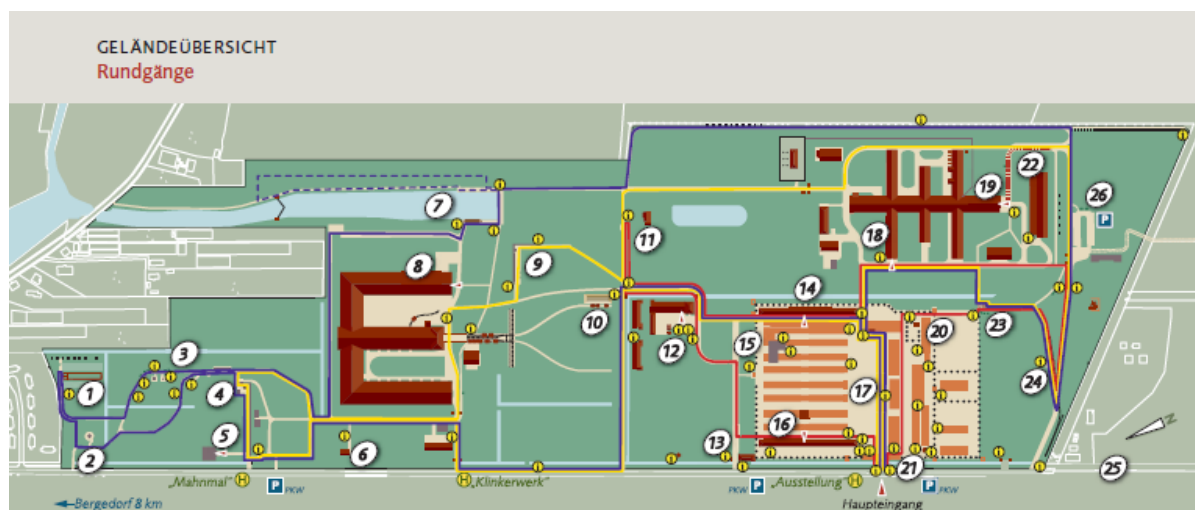 GELÄNDEÜBERSICHT
Rundgänge
1
2
3
4
5
6
7
8
9
10
11
12
13
14
15
16
17
18
19
20
21
22
23
24
25
26
P
N
„Mahnmal" H
P PKW
H „Klinkerwerk"
PKW P
„Ausstellung" H
P PKW
Bergedorf 8 km
Haupteingang